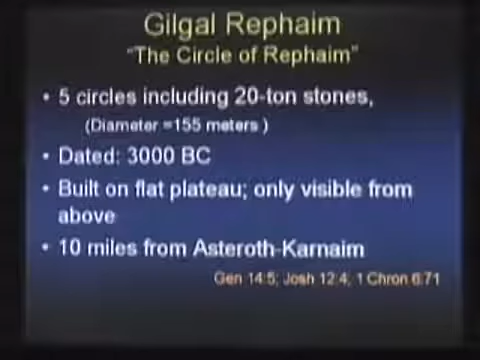 Gilgal Rephaim
"The Circle of Rephaim"
• 5 circles including 20-ton stones,
(Diameter =155 meters )
• Dated: 3000 BC
• Built on flat plateau; only visible from
above
• 10 miles from Asteroth-Karnaim
Gen 14:5; Josh 12:4; 1 Chron 6:71